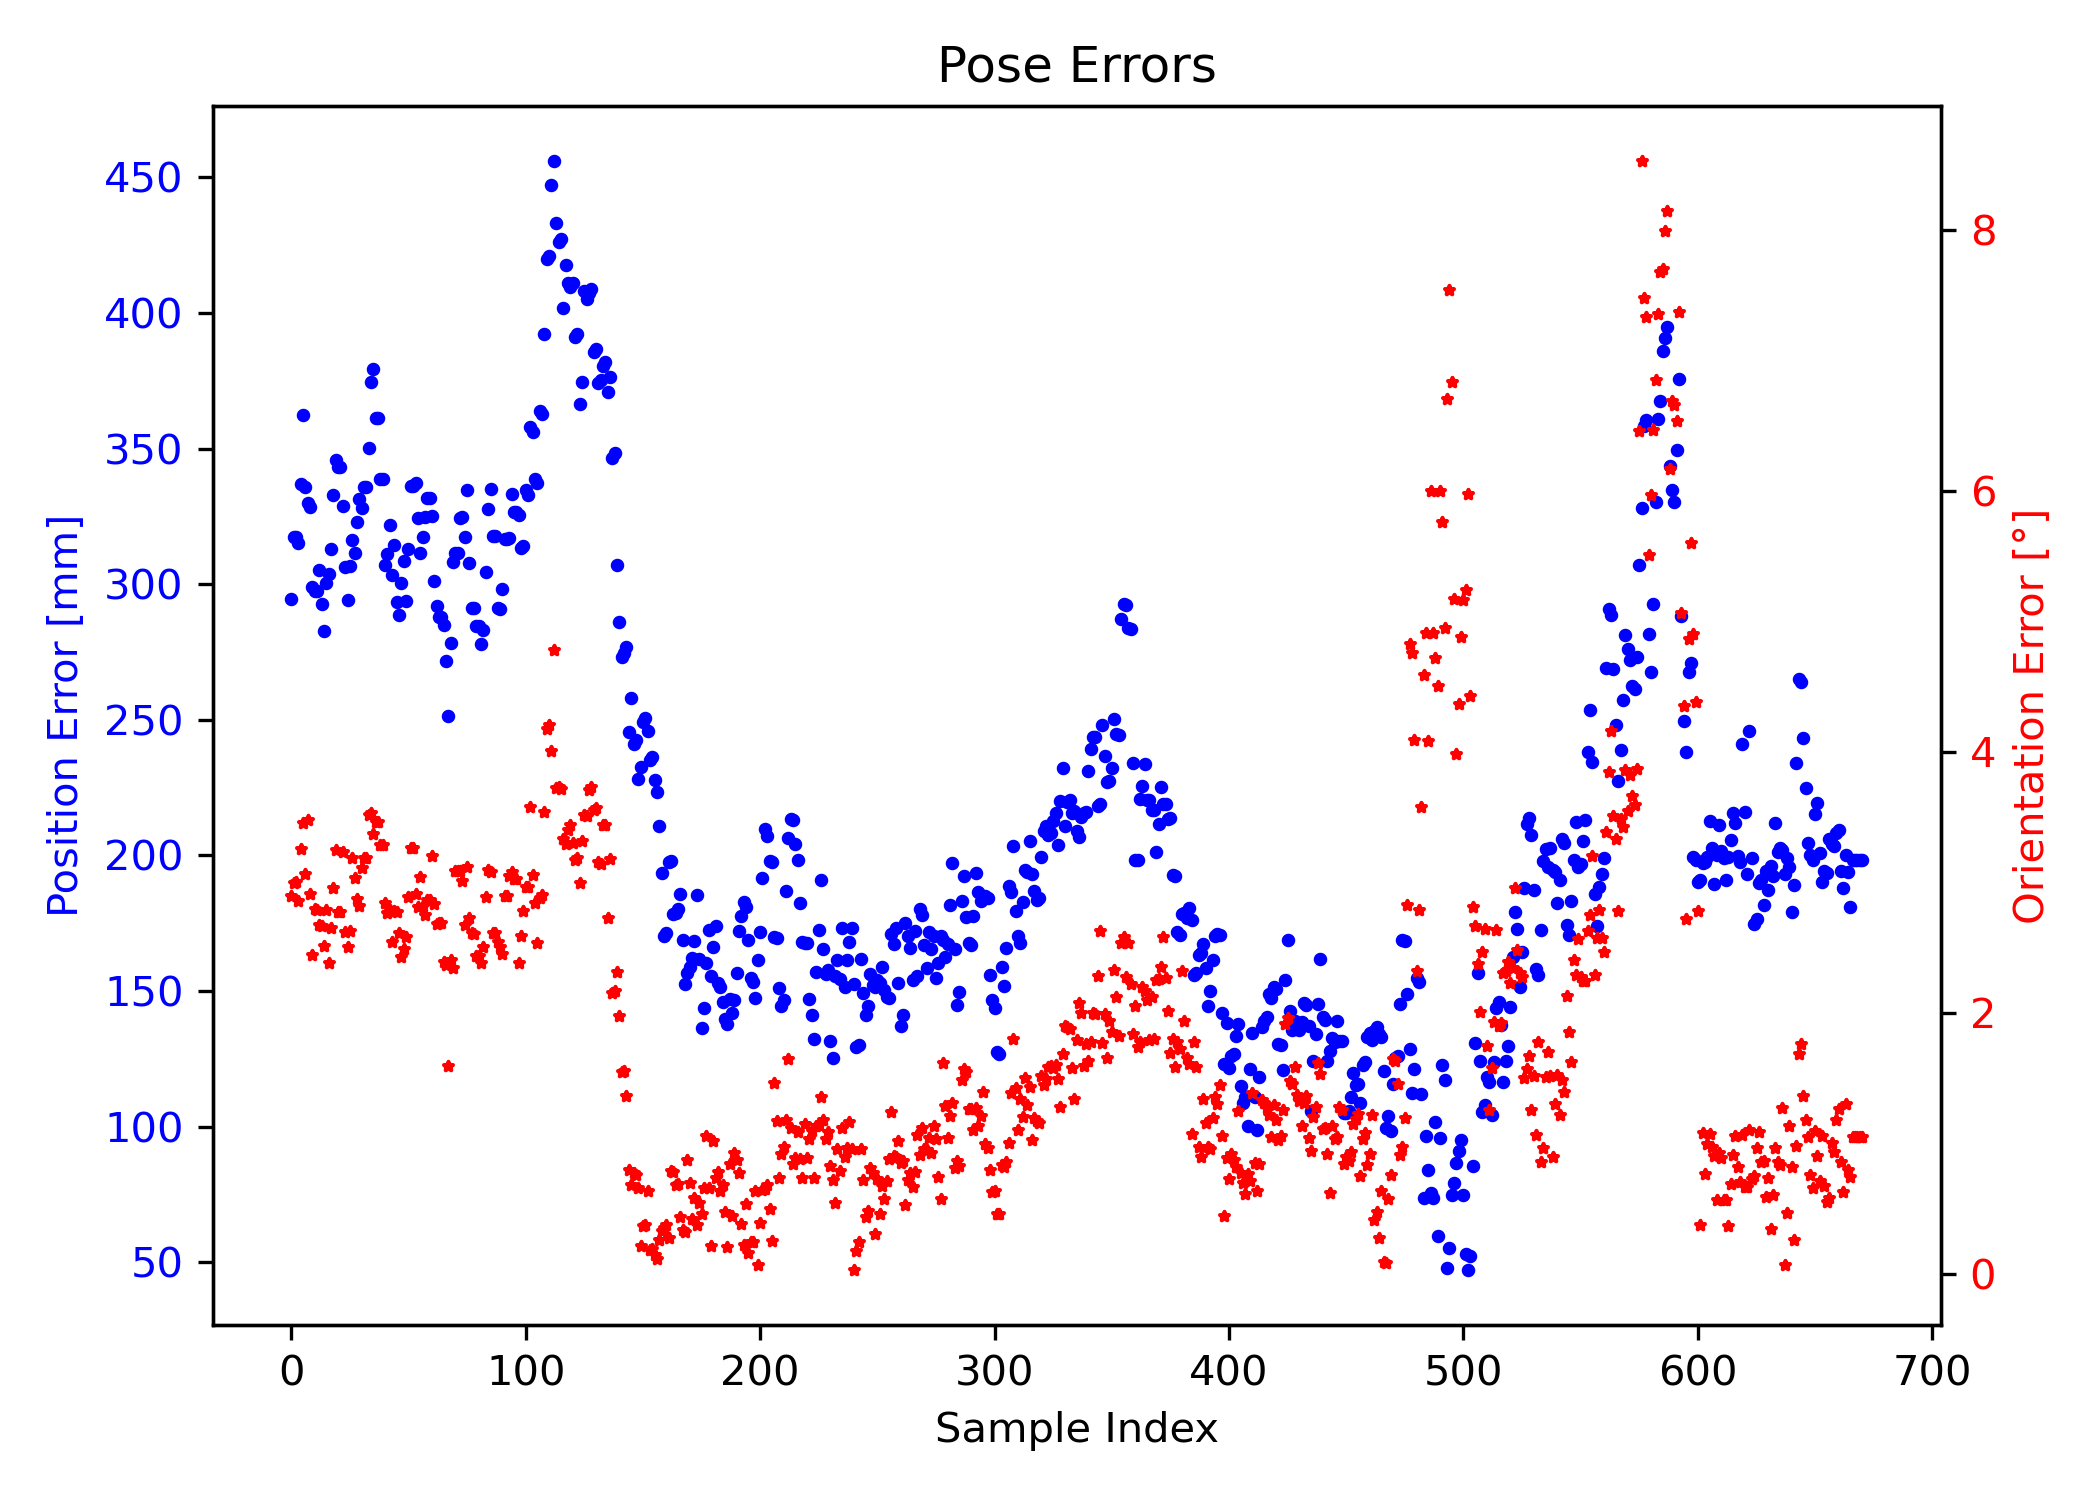 Pose Errors
Position Error [mm]
450
400
350
300
250
200
150
100
50
8
6
4
2
0
Orientation Error [°]
0 100 200 300 400 500 600 700
Sample Index